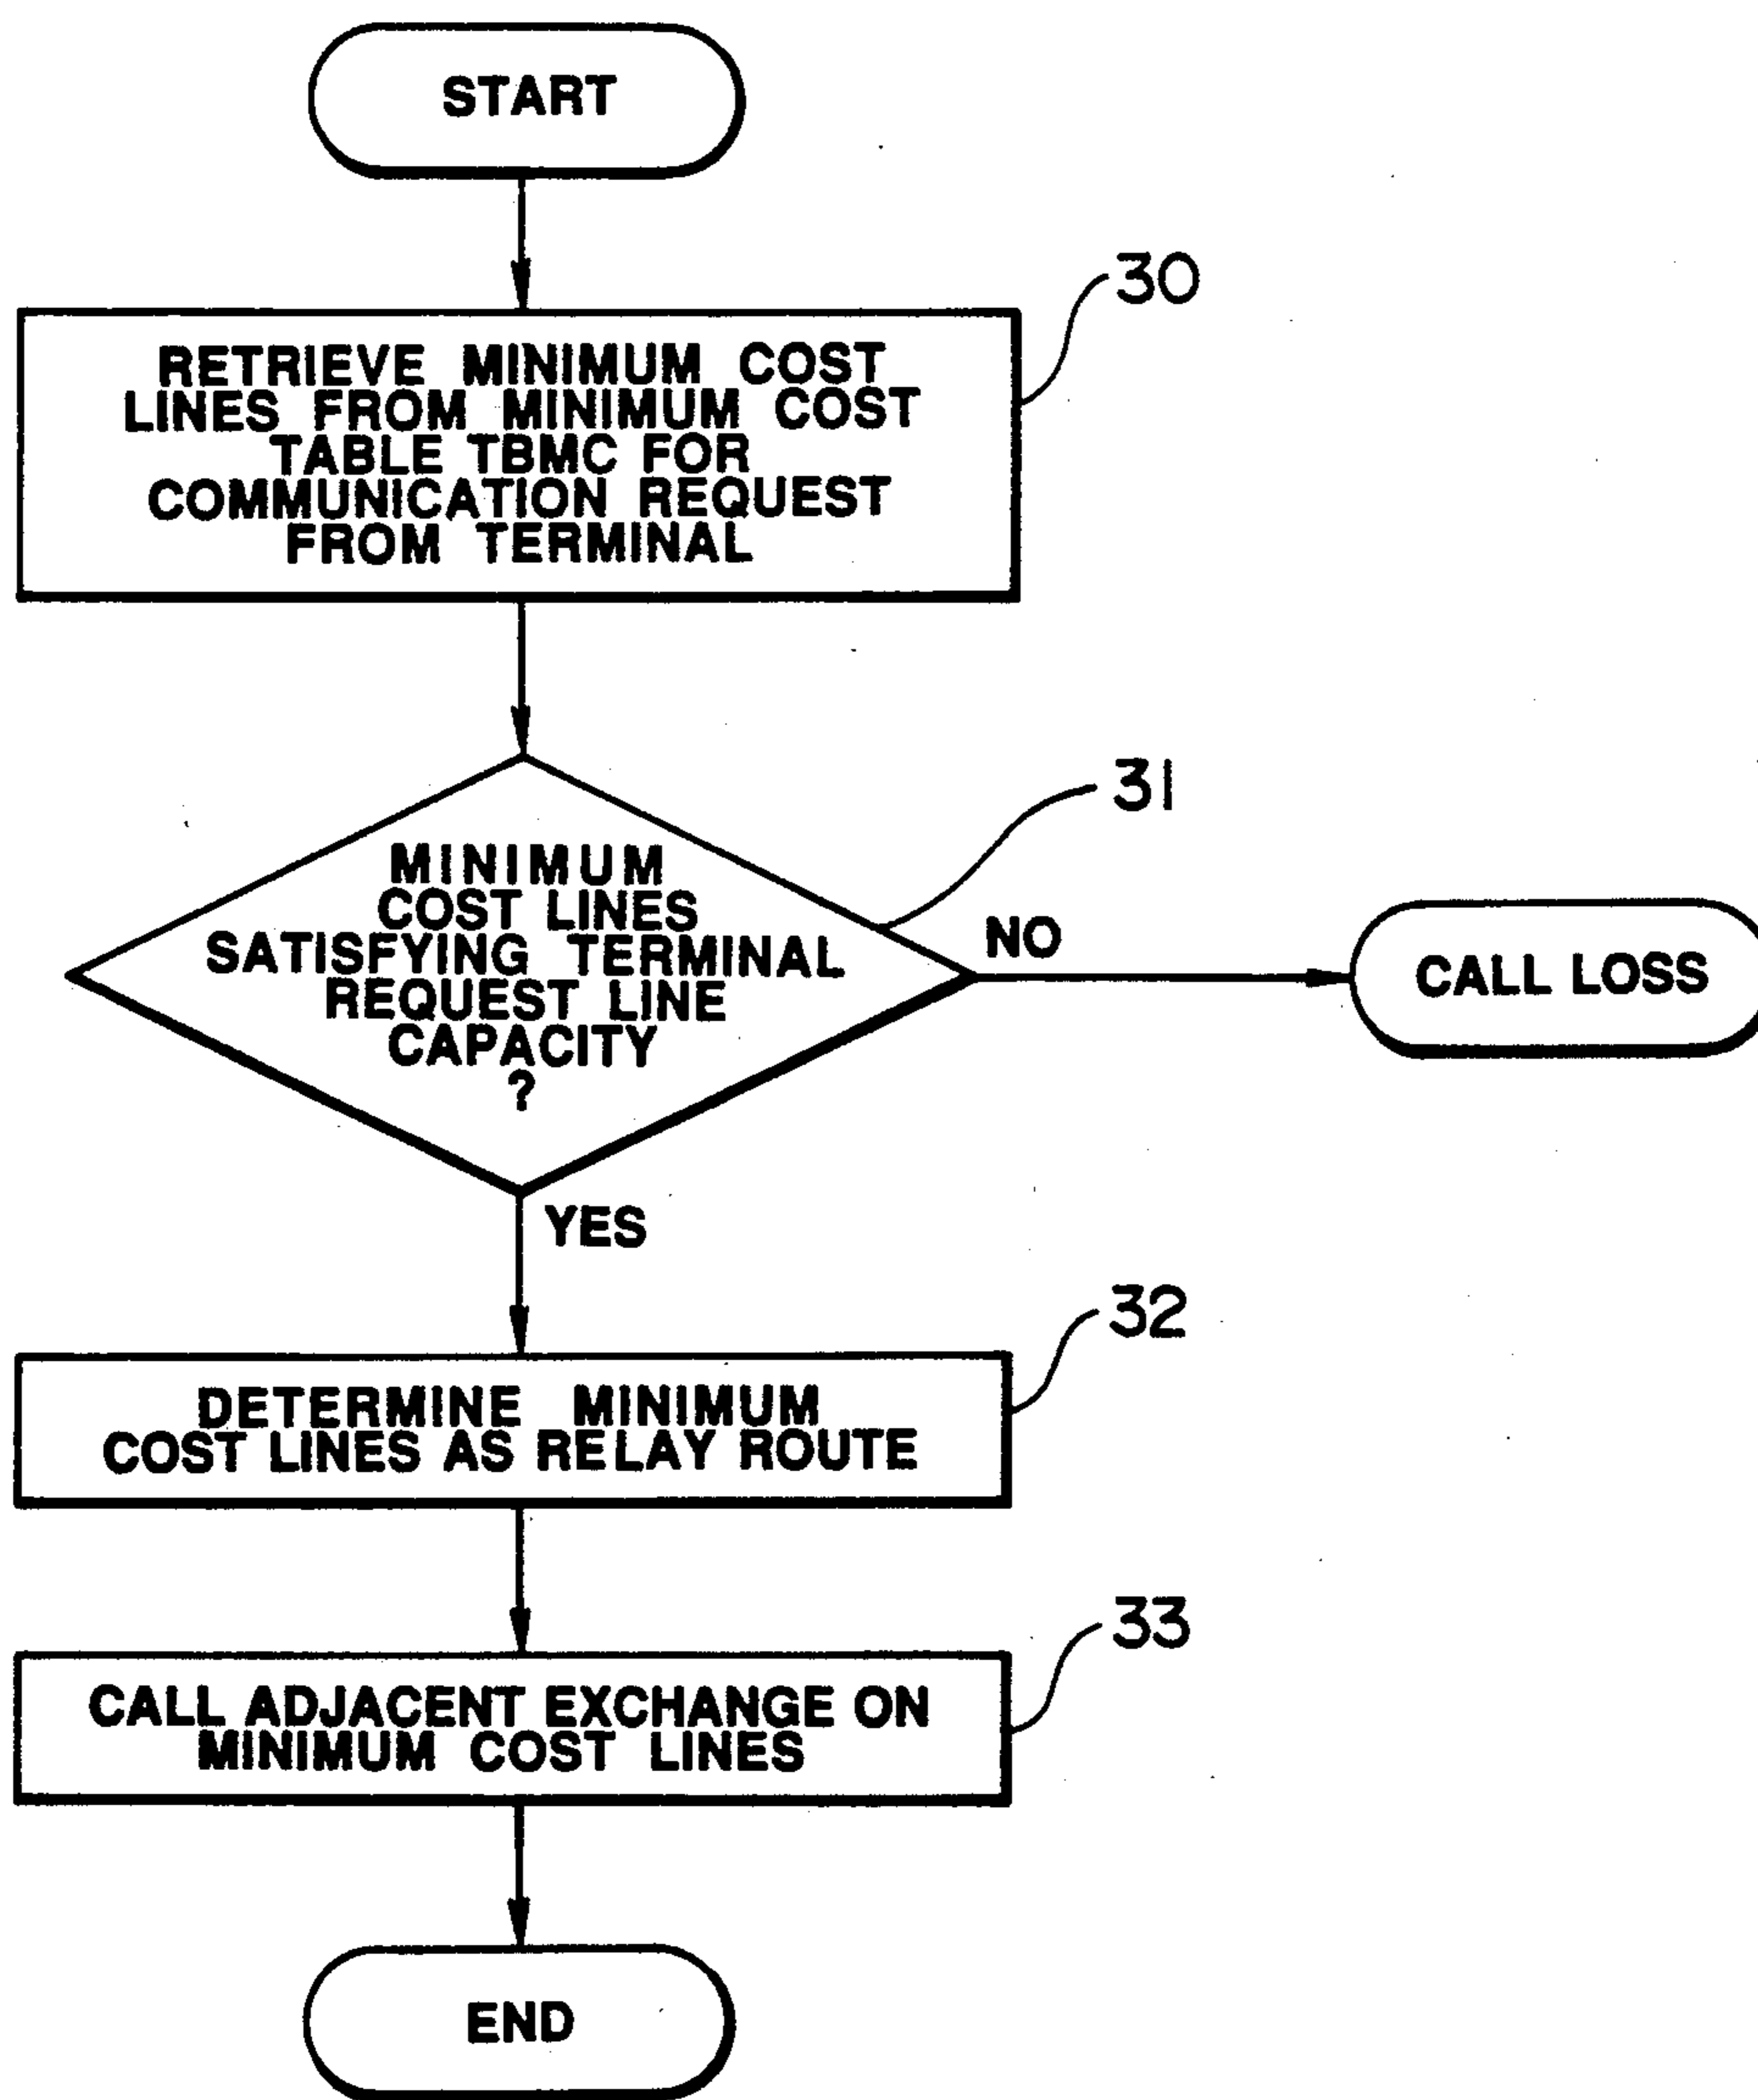 START
30
RETRIEVE MINIMUM COST
LINES FROM MINIMUM COST
TABLE TBMC FOR
COMMUNICATION REQUEST
FROM TERMINAL
31
MINIMUM
COST LINES
SATISFYING TERMINAL
REQUEST LINE
CAPACITY
?
NO
CALL LOSS
YES
32
DETERMINE MINIMUM
COST LINES AS RELAY ROUTE
33
CALL ADJACENT EXCHANGE ON
MINIMUM COST LINES
END